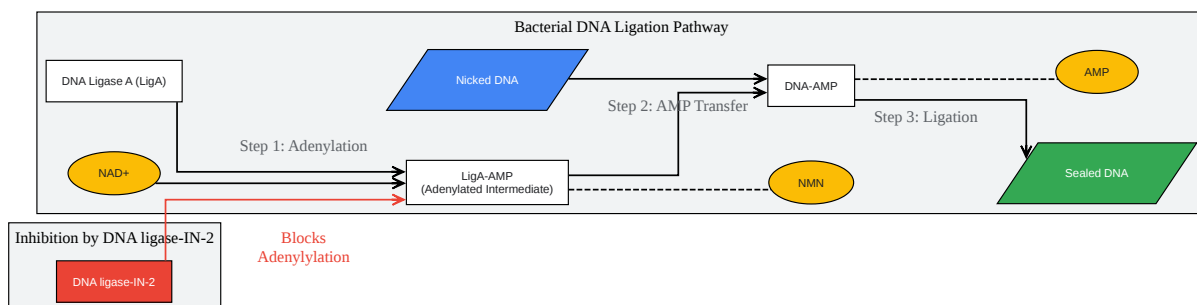 Bacterial DNA Ligation Pathway
DNA Ligase A (LigA)
Nicked DNA
DNA-AMP
AMP
Step 2: AMP Transfer
Step 3: Ligation
Step 1: Adenylation
NAD+
LigA-AMP
(Adenylated Intermediate)
NMN
Sealed DNA
Inhibition by DNA ligase-IN-2
Blocks
Adenylylation
DNA ligase-IN-2